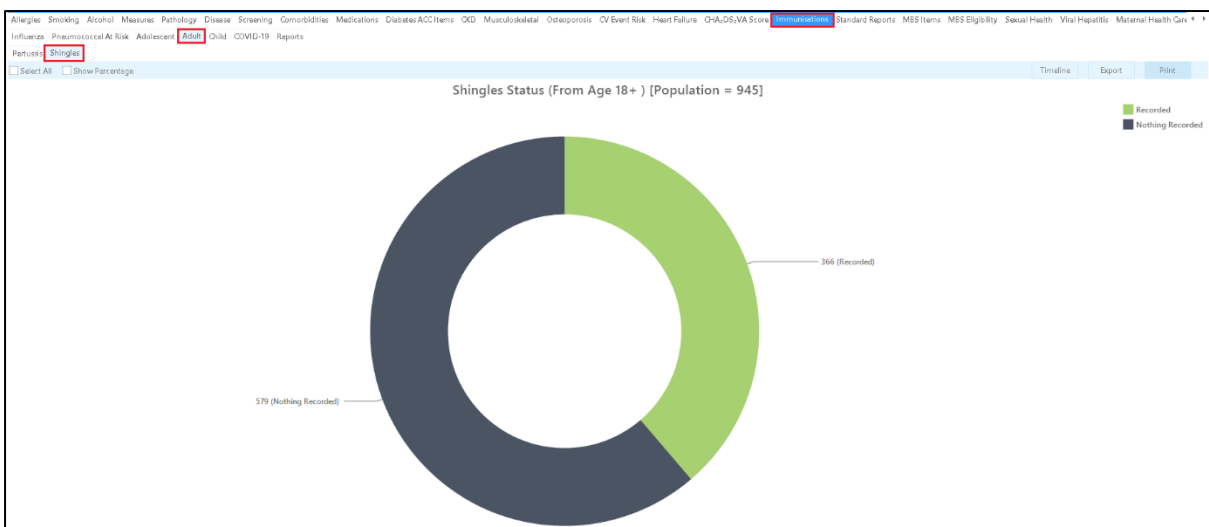 Allergies Smoking Alcohol Measures Pathology Disease Screening Comorbidities Medications Diabetes ACC Items CKD Musculoskeletal Osteoporosis CV Event Risk Heart Failure CHA₂DS₂-VA Score Immunisations Standard Reports MBS Items MBS Eligibility Sexual Health Viral Hepatitis Maternal Health Care
Influenza Pneumococcal At Risk Adolescent Adult Child COVID-19 Reports
Pertussis Shingles
Select All Show Percentage Timeline Export Print
Shingles Status (From Age 18+ ) [Population = 945]
Recorded
Nothing Recorded
366 (Recorded)
579 (Nothing Recorded)